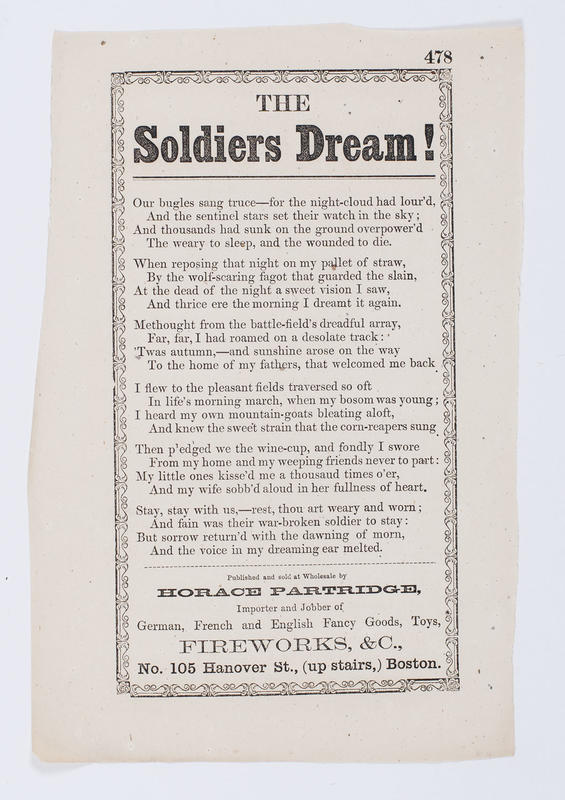 478
THE
Soldiers Dream!
Our bugles sang truce—for the night-cloud had lour'd,
And the sentinel stars set their watch in the sky;
And thousands had sunk on the ground overpower'd
The weary to sleep, and the wounded to die.
When reposing that night on my pallet of straw,
By the wolf-scaring fagot that guarded the slain,
At the dead of the night a sweet vision I saw,
And thrice ere the morning I dreamt it again.
Methought from the battle-field's dreadful array,
Far, far, I had roamed on a desolate track:
'Twas autumn,—and sunshine arose on the way
To the home of my fathers, that welcomed me back.
I flew to the pleasant fields traversed so oft
In life's morning march, when my bosom was young;
I heard my own mountain-goats bleating aloft,
And knew the sweet strain that the corn-reapers sung.
Then p'edged we the wine-cup, and fondly I swore
From my home and my weeping friends never to part:
My little ones kisse'd me a thousaud times o'er,
And my wife sobb'd aloud in her fullness of heart.
Stay, stay with us,—rest, thou art weary and worn;
And fain was their war-broken soldier to stay:
But sorrow return'd with the dawning of morn,
And the voice in my dreaming ear melted.
Published and sold at Wholesale by
HORACE PARTRIDGE,
Importer and Jobber of
German, French and English Fancy Goods, Toys,
FIREWORKS, &C.,
No. 105 Hanover St., (up stairs,) Boston.